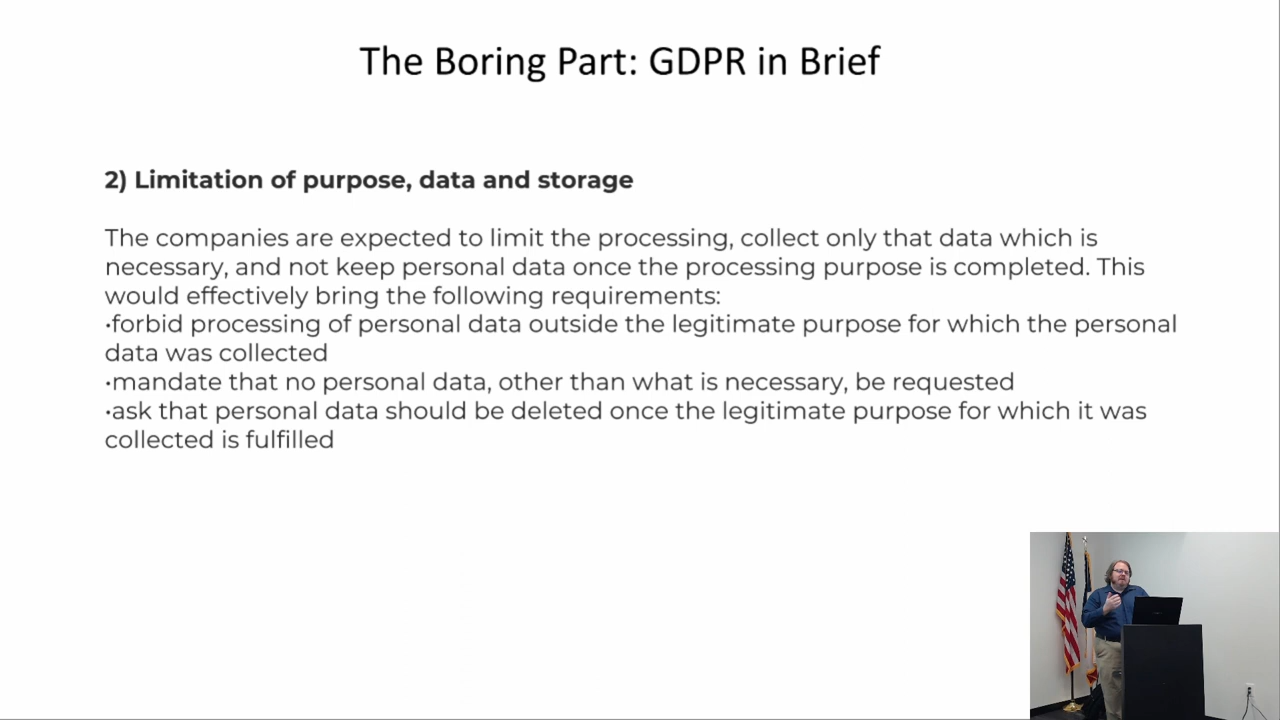 The Boring Part: GDPR in Brief
2) Limitation of purpose, data and storage
The companies are expected to limit the processing, collect only that data which is
necessary, and not keep personal data once the processing purpose is completed. This
would effectively bring the following requirements:
•forbid processing of personal data outside the legitimate purpose for which the personal
data was collected
•mandate that no personal data, other than what is necessary, be requested
•ask that personal data should be deleted once the legitimate purpose for which it was
collected is fulfilled